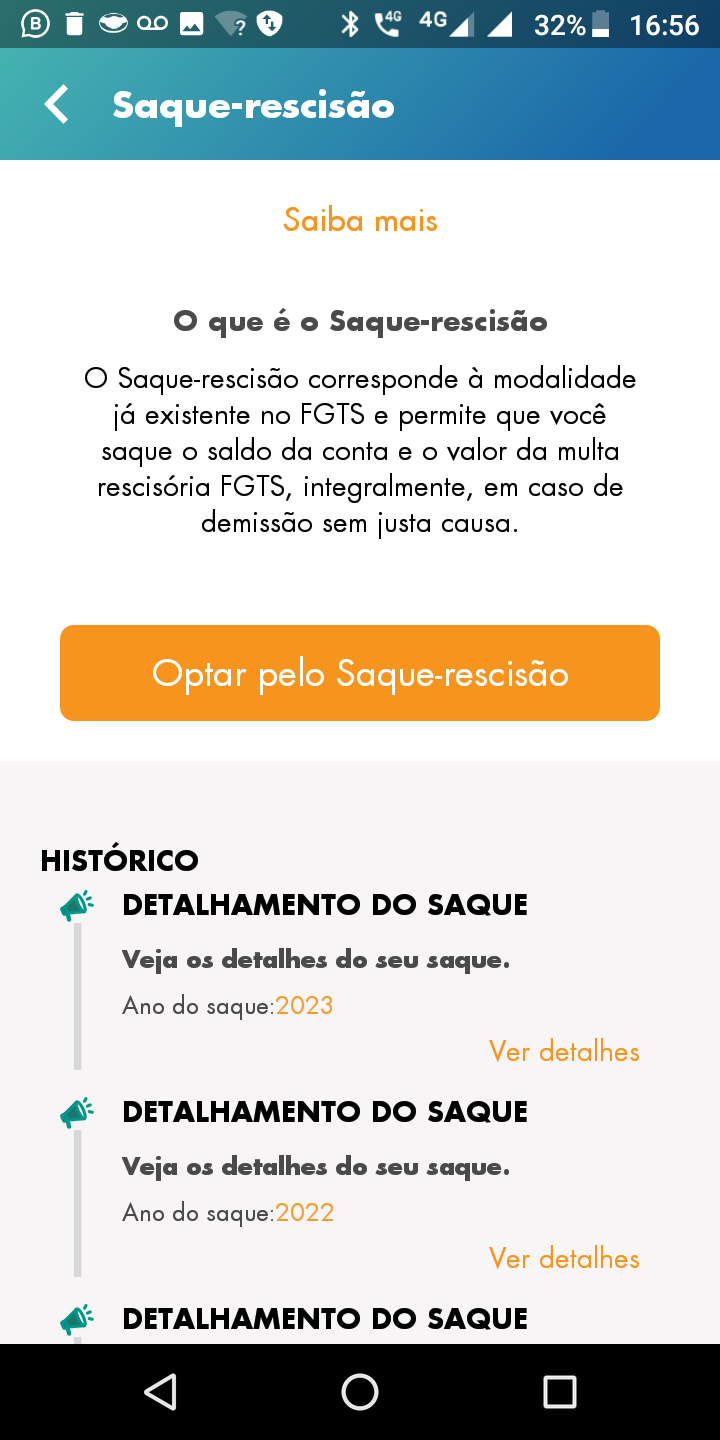 4G 4G 32% 16:56
Saque-rescisão
Saiba mais
O que é o Saque-rescisão
O Saque-rescisão corresponde à modalidade
já existente no FGTS e permite que você
saque o saldo da conta e o valor da multa
rescisória FGTS, integralmente, em caso de
demissão sem justa causa.
Optar pelo Saque-rescisão
HISTÓRICO
DETALHAMENTO DO SAQUE
Veja os detalhes do seu saque.
Ano do saque:2023
Ver detalhes
DETALHAMENTO DO SAQUE
Veja os detalhes do seu saque.
Ano do saque:2022
Ver detalhes
DETALHAMENTO DO SAQUE